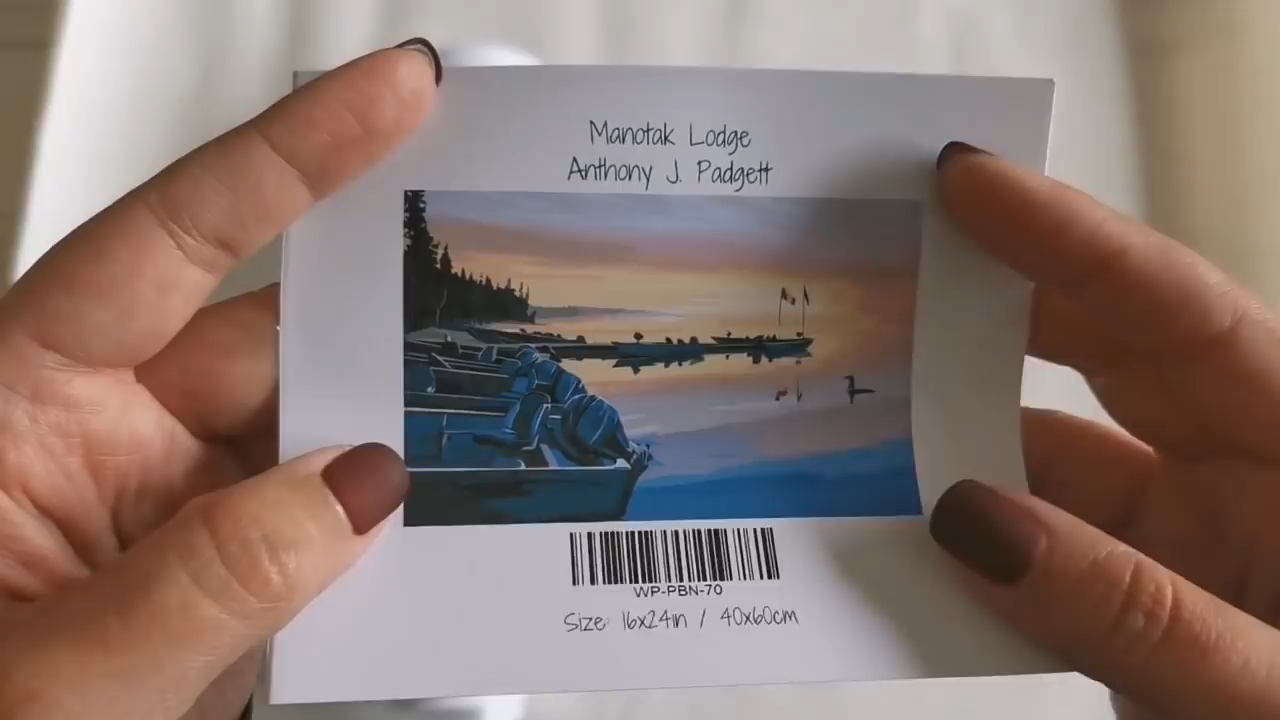 Manotak Lodge
Anthony J. Padgett
WP-PBN-70
Size: 16x24in / 40x60cm